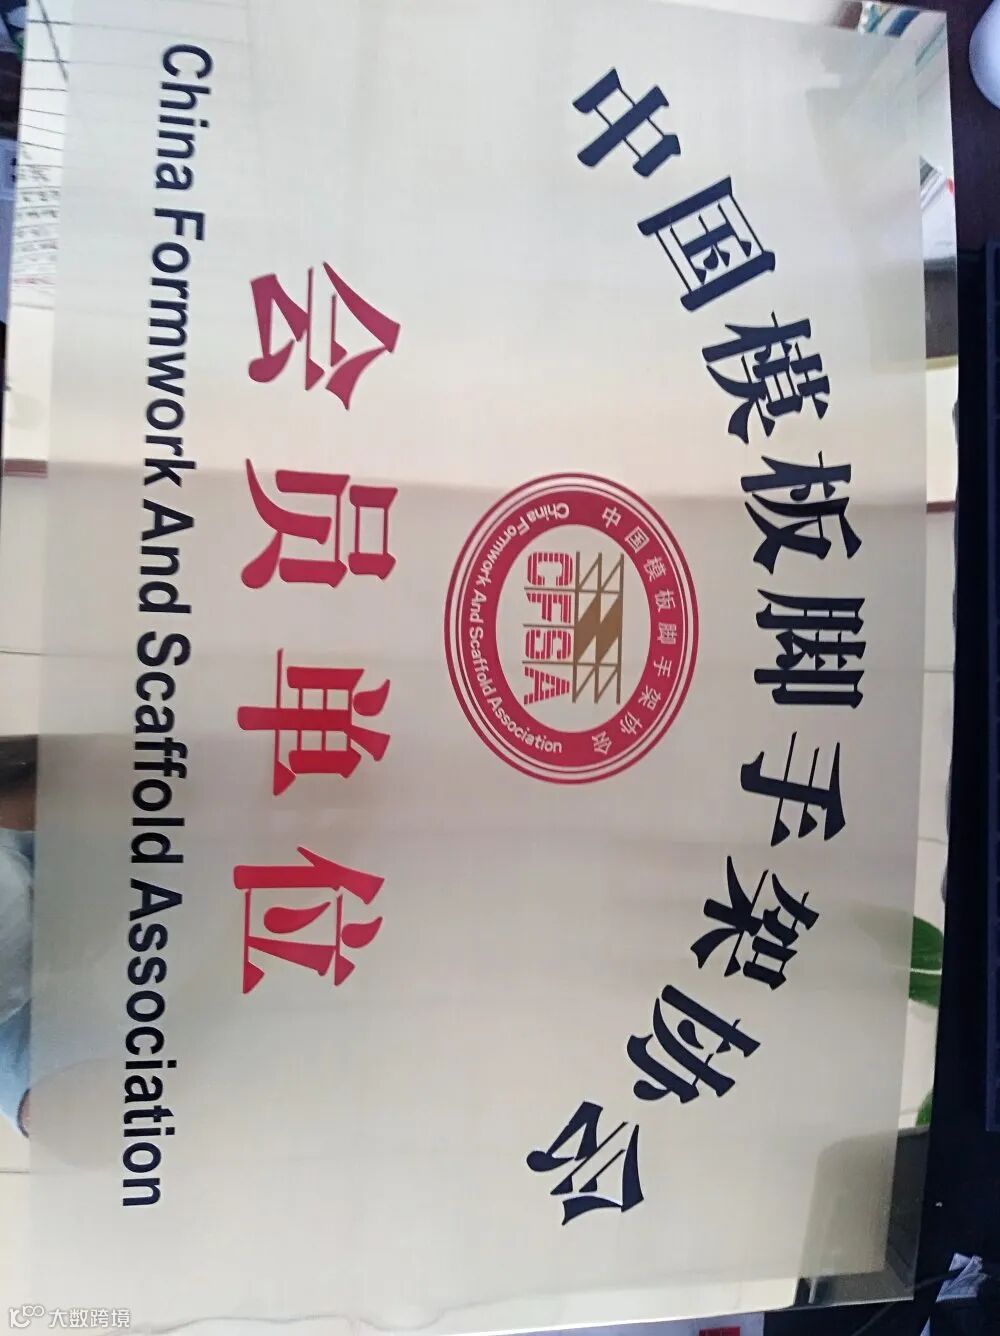 中国模板脚手架协会
中国模板脚手架协会
CFSA
China Formwork And Scaffold Association
会员单位
China Formwork And Scaffold Association
大数跨境